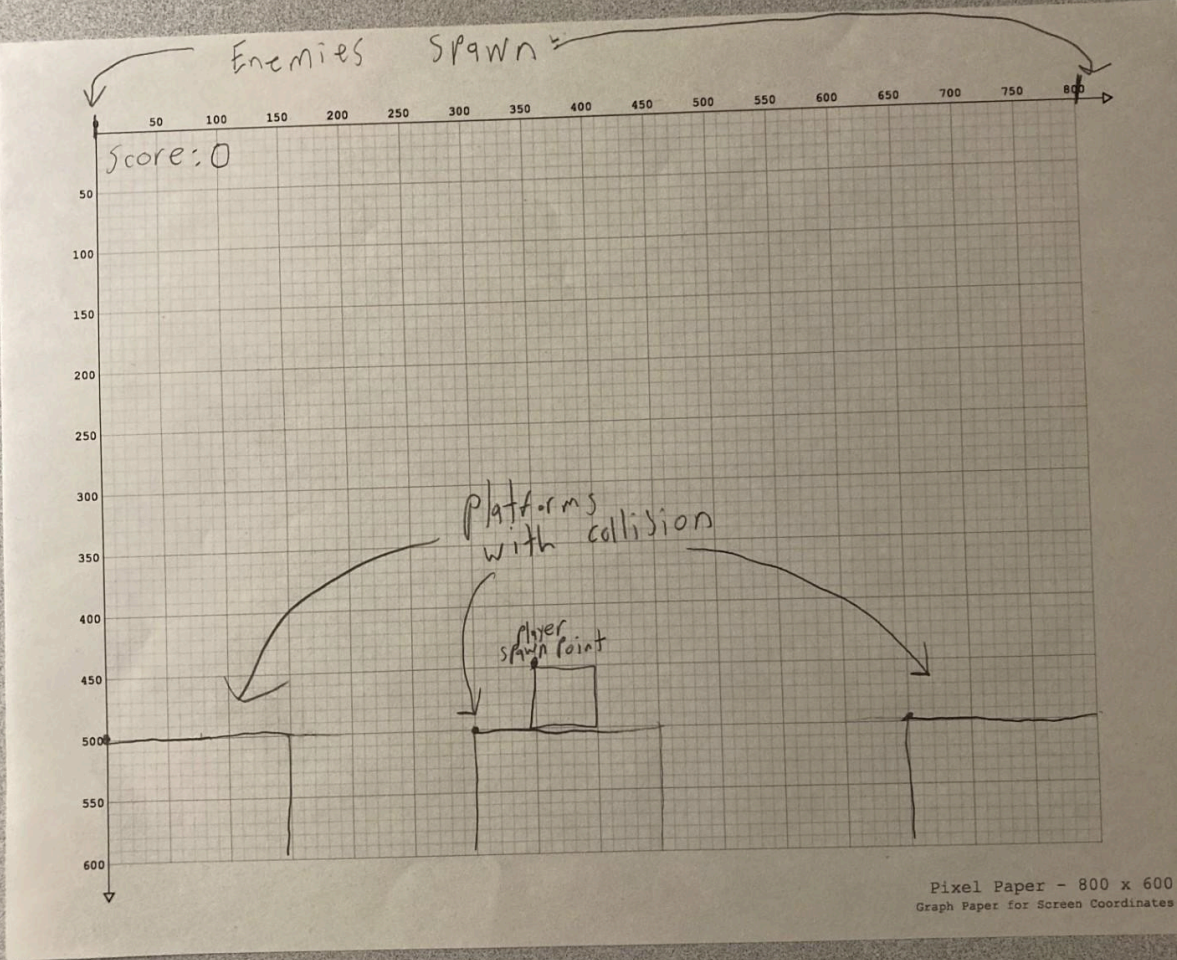 Enemies Spawn:
50 100 150 200 250 300 350 400 450 500 550 600 650 700 750 800
Score: 0
50
100
150
200
250
300
Platforms
with collision
350
400
Player
spawn point
450
500
550
600
Pixel Paper - 800 x 600
Graph Paper for Screen Coordinates